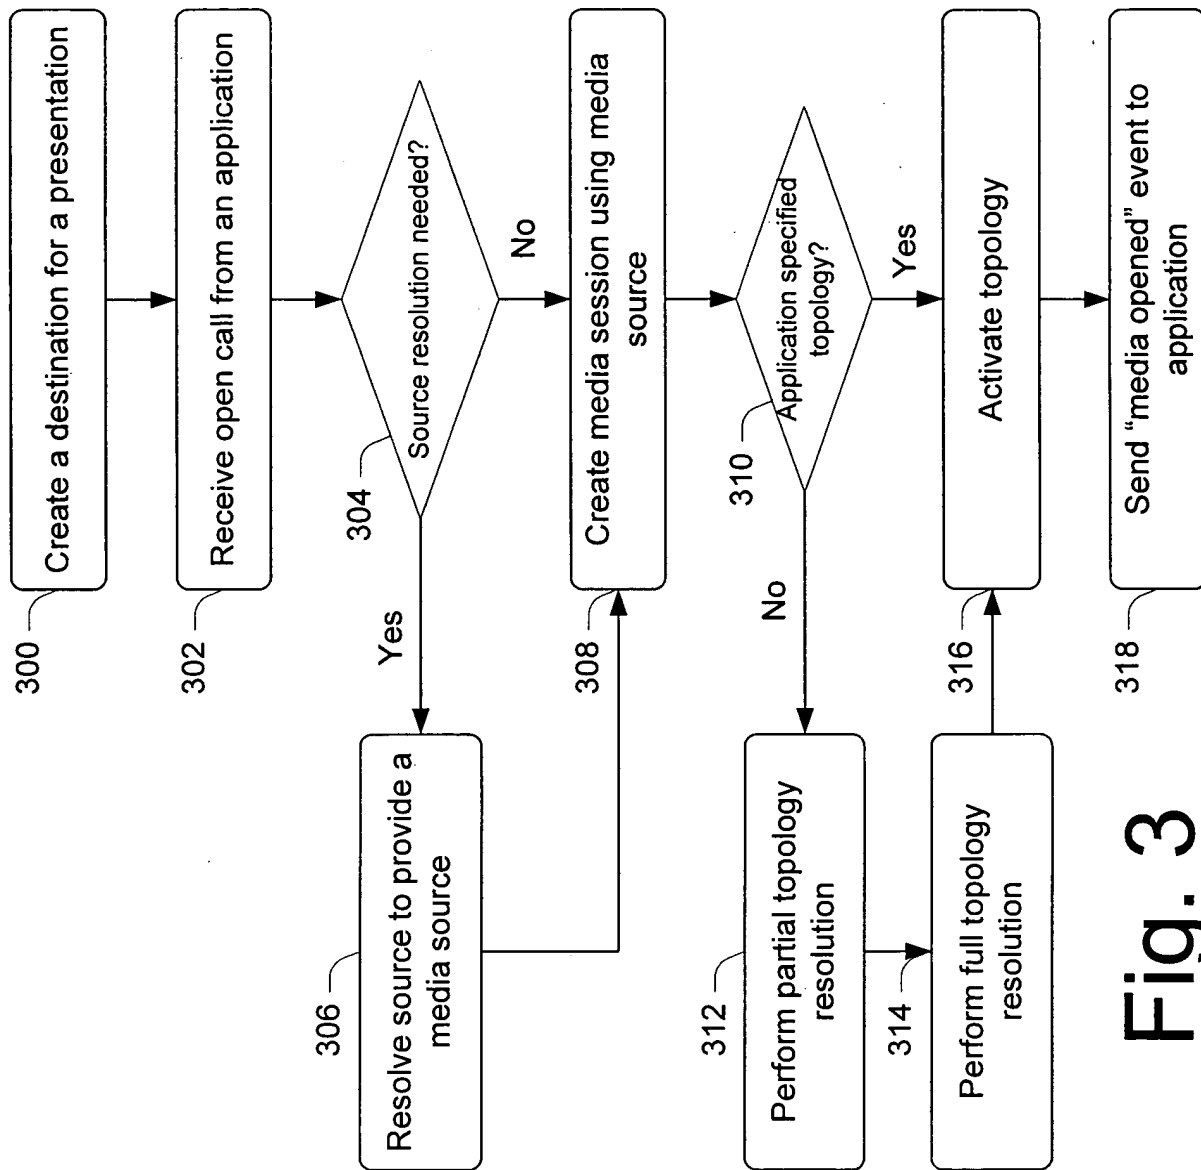 300
Create a destination for a presentation
302
Receive open call from an application
304
Source resolution needed?
Yes
No
306
Resolve source to provide a
media source
308
Create media session using media
source
310
Application specified
topology?
No
Yes
312
Perform partial topology
resolution
314
Perform full topology
resolution
316
Activate topology
318
Send “media opened” event to
application
Fig. 3